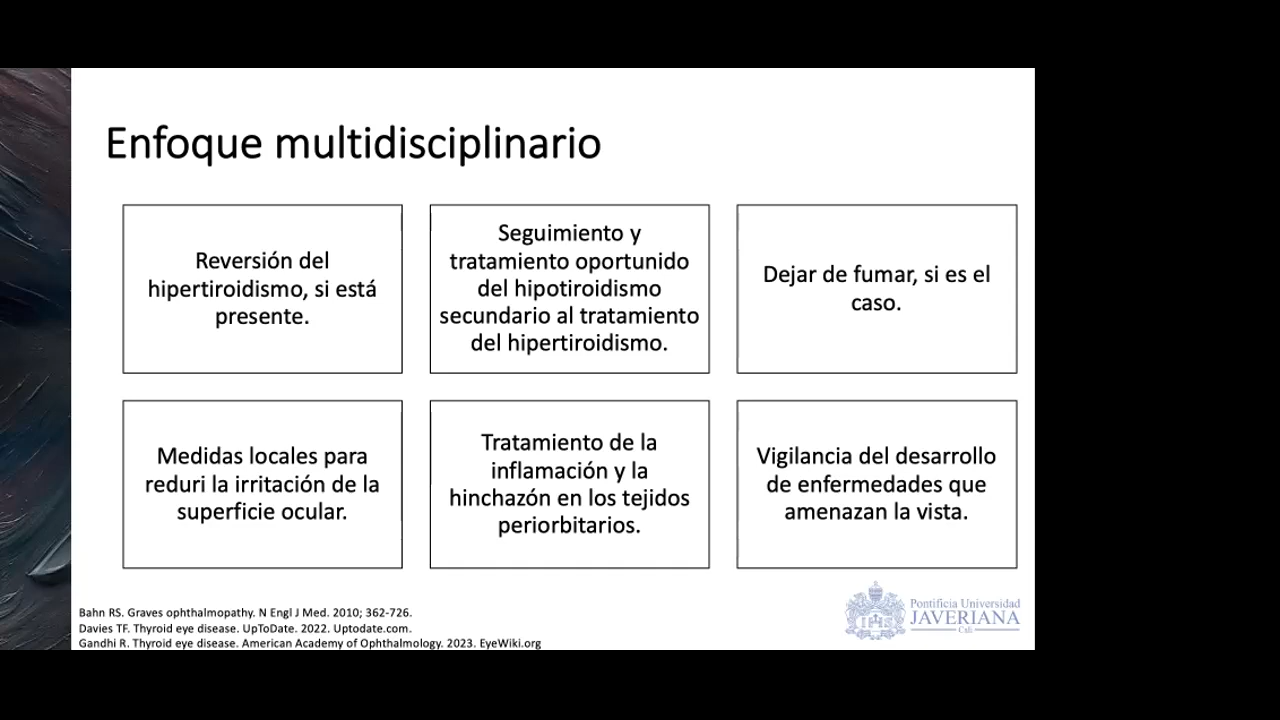 Enfoque multidisciplinario
Reversión del
hipertiroidismo, si está
presente.
Seguimiento y
tratamiento oportunido
del hipotiroidismo
secundario al tratamiento
del hipertiroidismo.
Dejar de fumar, si es el
caso.
Medidas locales para
reduri la irritación de la
superficie ocular.
Tratamiento de la
inflamación y la
hinchazón en los tejidos
periorbitarios.
Vigilancia del desarrollo
de enfermedades que
amenazan la vista.
Bahn RS. Graves ophthalmopathy. N Engl J Med. 2010; 362-726.
Davies TF. Thyroid eye disease. UpToDate. 2022. Uptodate.com.
Gandhi R. Thyroid eye disease. American Academy of Ophthalmology. 2023. EyeWiki.org
Pontificia Universidad
JAVERIANA
Cali